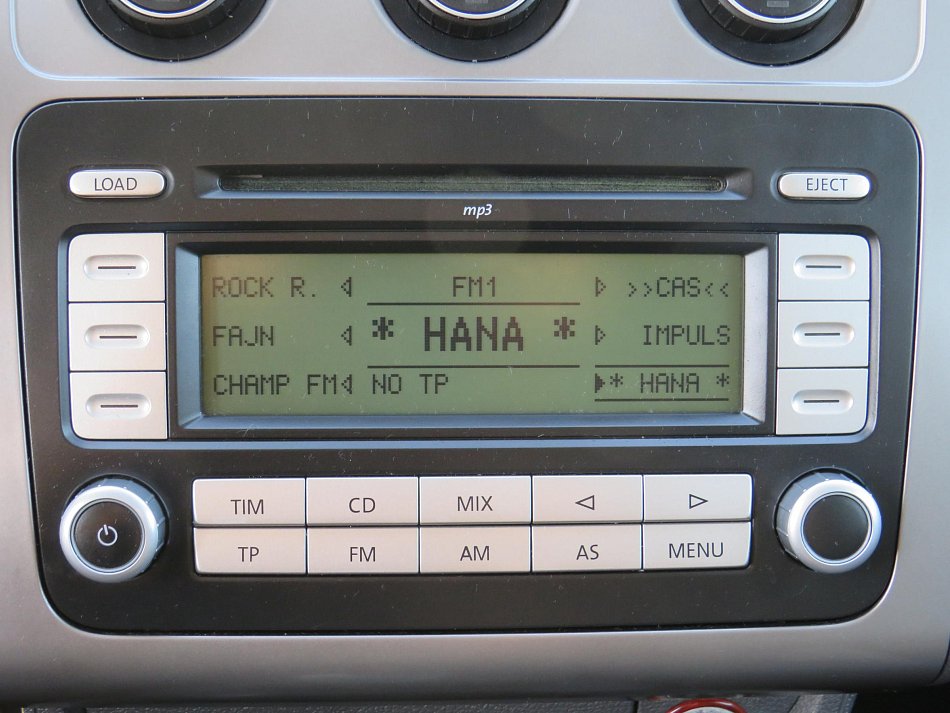 LOAD
EJECT
mp3
ROCK R. FM1 >>CAS<<
FAJN * HANA * IMPULS
CHAMP FM NO TP * HANA *
TIM CD MIX
TP FM AM AS MENU